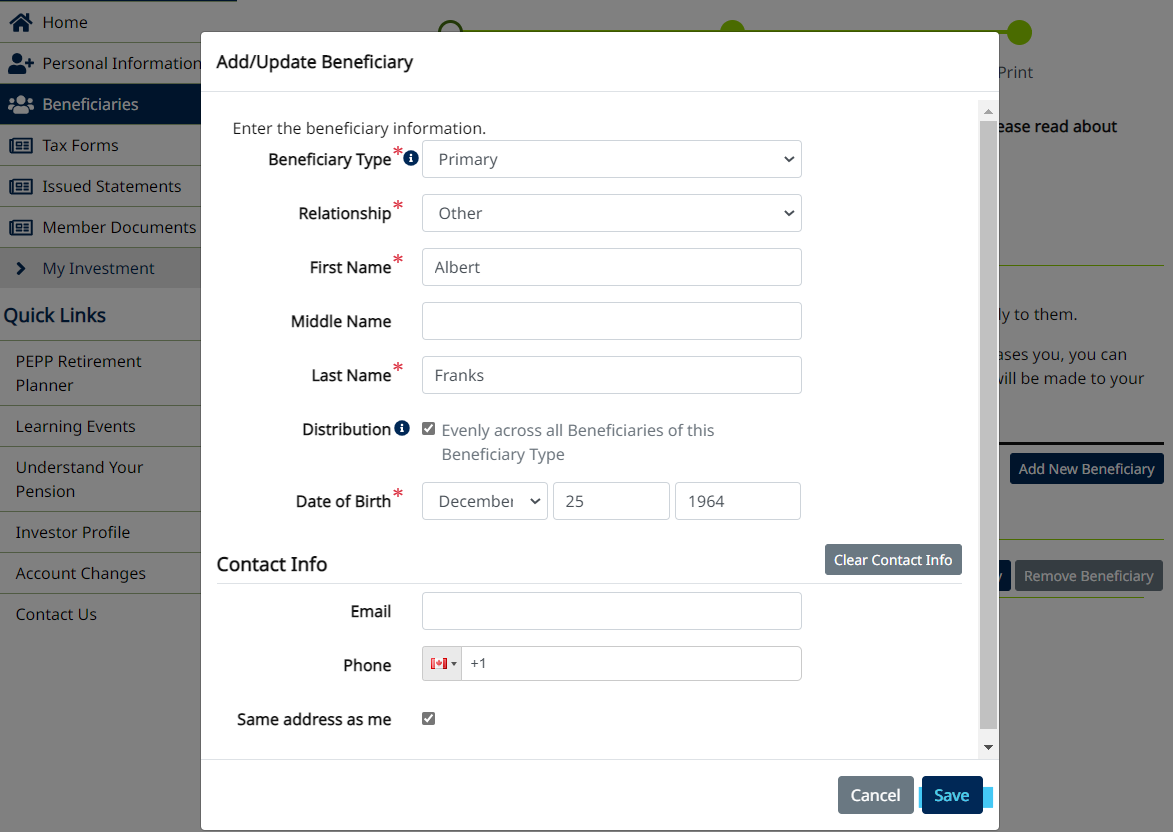 Home
Personal Information
Beneficiaries
Tax Forms
Issued Statements
Member Documents
My Investment
Quick Links
PEPP Retirement
Planner
Learning Events
Understand Your
Pension
Investor Profile
Account Changes
Contact Us
Add/Update Beneficiary
Enter the beneficiary information.
Beneficiary Type* Primary
Relationship* Other
First Name* Albert
Middle Name
Last Name* Franks
Distribution Evenly across all Beneficiaries of this
Beneficiary Type
Date of Birth* December 25 1964
Contact Info Clear Contact Info
Email
Phone +1
Same address as me
Cancel Save
Print
ease read about
ly to them.
ases you, you can
will be made to your
Add New Beneficiary
y Remove Beneficiary